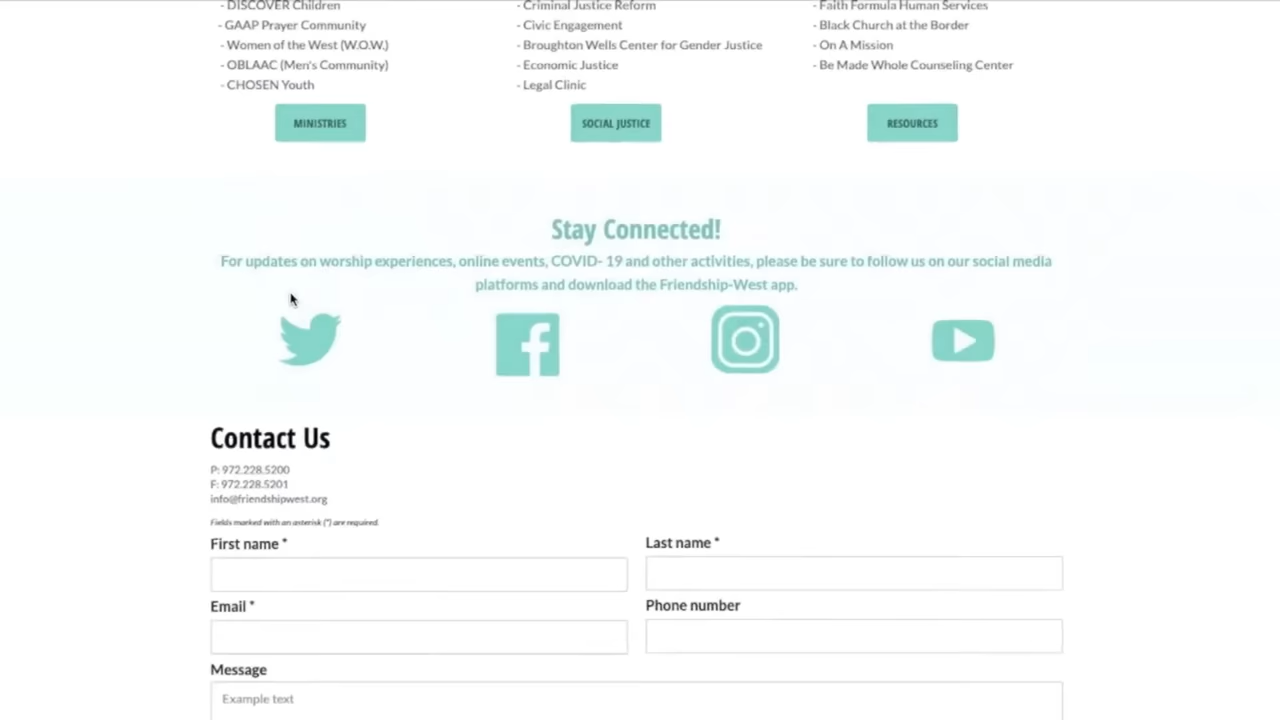 - DISCOVER Children
- GAAP Prayer Community
- Women of the West (W.O.W.)
- OBLAAC (Men's Community)
- CHOSEN Youth
MINISTRIES
- Criminal Justice Reform
- Civic Engagement
- Broughton Wells Center for Gender Justice
- Economic Justice
- Legal Clinic
SOCIAL JUSTICE
- Faith Formula Human Services
- Black Church at the Border
- On A Mission
- Be Made Whole Counseling Center
RESOURCES
Stay Connected!
For updates on worship experiences, online events, COVID- 19 and other activities, please be sure to follow us on our social media
platforms and download the Friendship-West app.
Contact Us
P: 972.228.5200
F: 972.228.5201
info@friendshipwest.org
Fields marked with an asterisk (*) are required.
First name *
Last name *
Email *
Phone number
Message
Example text